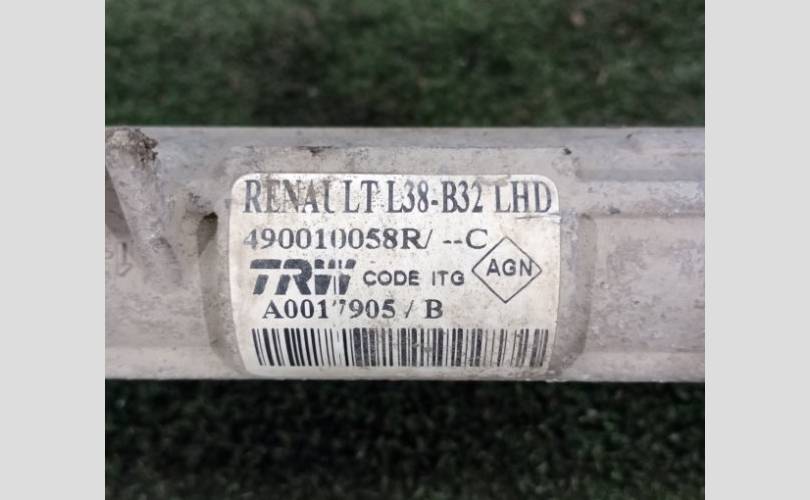 RENAULT L38-B32 LHD
490010058R/ --C
TRW CODE ITG AGN
A0017905 / B